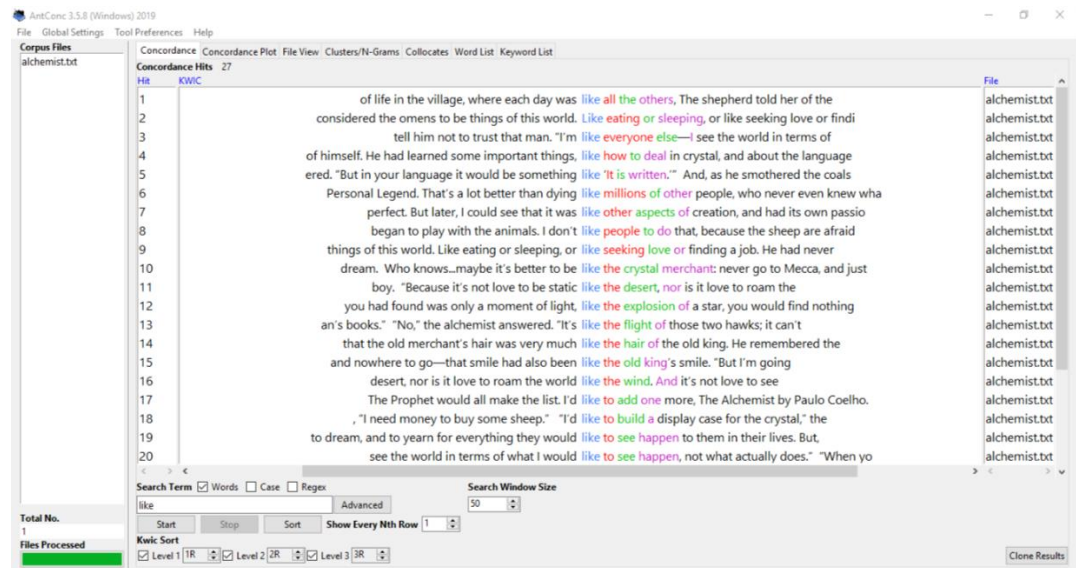 AntConc 3.5.8 (Windows) 2019
File Global Settings Tool Preferences Help
Corpus Files
alchemist.txt
Concordance Concordance Plot File View Clusters/N-Grams Collocates Word List Keyword List
Concordance Hits 27
Hit KWIC File
1 of life in the village, where each day was like all the others, The shepherd told her of the alchemist.txt
2 considered the omens to be things of this world. Like eating or sleeping, or like seeking love or findi alchemist.txt
3 tell him not to trust that man. "I'm like everyone else—I see the world in terms of alchemist.txt
4 of himself. He had learned some important things, like how to deal in crystal, and about the language alchemist.txt
5 ered. "But in your language it would be something like 'It is written.'" And, as he smothered the coals alchemist.txt
6 Personal Legend. That's a lot better than dying like millions of other people, who never even knew wha alchemist.txt
7 perfect. But later, I could see that it was like other aspects of creation, and had its own passio alchemist.txt
8 began to play with the animals. I don't like people to do that, because the sheep are afraid alchemist.txt
9 things of this world. Like eating or sleeping, or like seeking love or finding a job. He had never alchemist.txt
10 dream. Who knows...maybe it's better to be like the crystal merchant: never go to Mecca, and just alchemist.txt
11 boy. "Because it's not love to be static like the desert, nor is it love to roam the alchemist.txt
12 you had found was only a moment of light, like the explosion of a star, you would find nothing alchemist.txt
13 an's books." "No," the alchemist answered. "It's like the flight of those two hawks; it can't alchemist.txt
14 that the old merchant's hair was very much like the hair of the old king. He remembered the alchemist.txt
15 and nowhere to go—that smile had also been like the old king's smile. "But I'm going alchemist.txt
16 desert, nor is it love to roam the world like the wind. And it's not love to see alchemist.txt
17 The Prophet would all make the list. I'd like to add one more, The Alchemist by Paulo Coelho. alchemist.txt
18 , "I need money to buy some sheep." "I'd like to build a display case for the crystal," the alchemist.txt
19 to dream, and to yearn for everything they would like to see happen to them in their lives. But, alchemist.txt
20 see the world in terms of what I would like to see happen, not what actually does." "When yo alchemist.txt
Search Term Words Case Regex Search Window Size
like Advanced 50
Start Stop Sort Show Every Nth Row 1
Total No.
1
Files Processed
Kwic Sort
Level 1 1R Level 2 2R Level 3 3R Clone Results